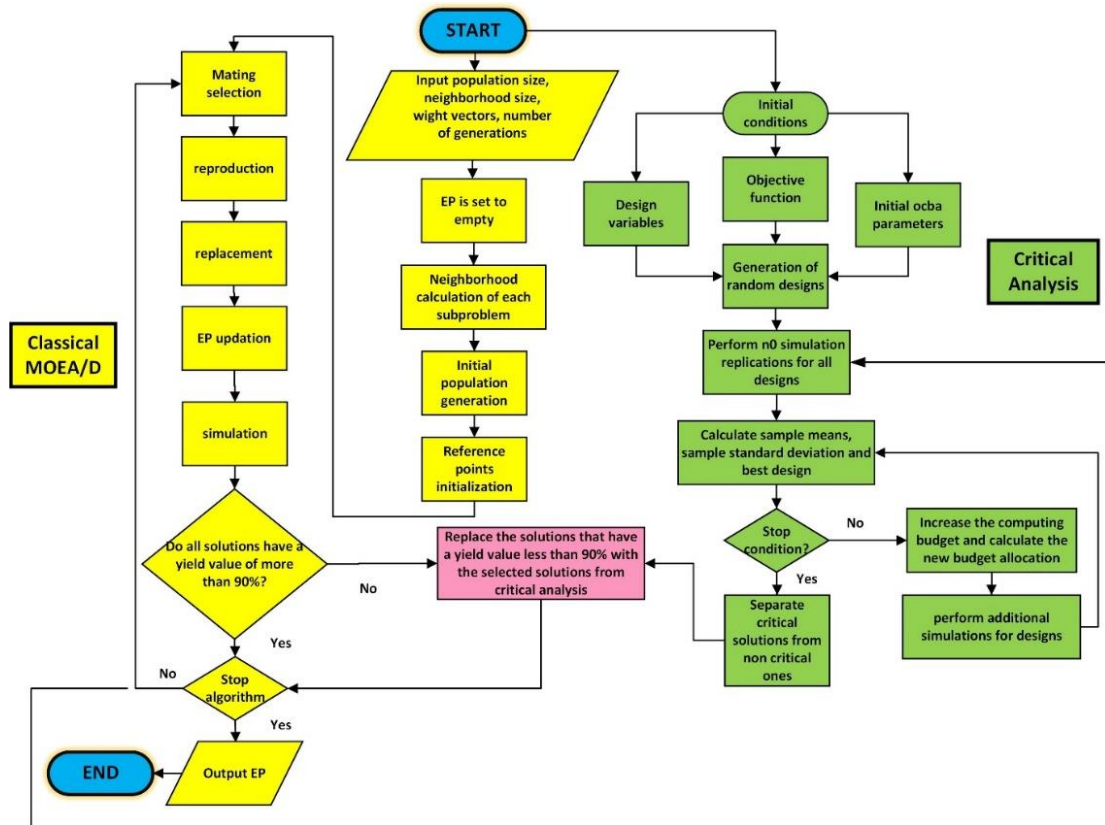 START
Input population size,
neighborhood size,
wight vectors, number
of generations
EP is set to
empty
Neighborhood
calculation of each
subproblem
Initial
population
generation
Reference
points
initialization
Mating
selection
reproduction
replacement
EP updation
simulation
Do all solutions have a
yield value of more
than 90%?
No
Yes
Stop
algorithm
No
Yes
Output EP
END
Classical
MOEA/D
Replace the solutions that have
a yield value less than 90% with
the selected solutions from
critical analysis
Initial
conditions
Design
variables
Objective
function
Initial ocba
parameters
Generation of
random designs
Critical
Analysis
Perform n0 simulation
replications for all
designs
Calculate sample means,
sample standard deviation and
best design
Stop
condition?
No
Yes
Increase the computing
budget and calculate the
new budget allocation
perform additional
simulations for designs
Separate
critical
solutions from
non critical
ones